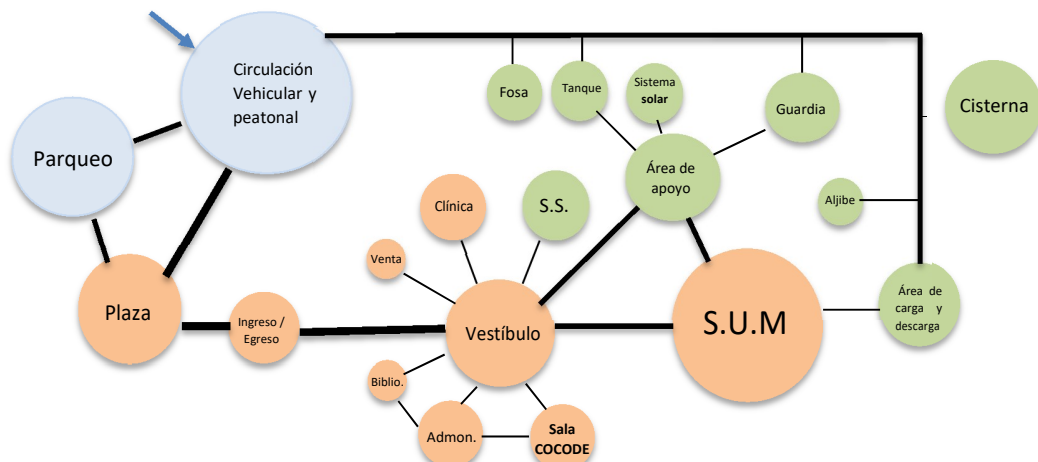 Circulación
Vehicular y
peatonal
Parqueo
Plaza
Ingreso /
Egreso
Fosa
Tanque
Sistema
solar
Guardia
Cisterna
Área de
apoyo
Clínica
S.S.
Aljibe
Venta
Vestíbulo
S.U.M
Área de
carga y
descarga
Biblio.
Admon.
Sala
COCODE